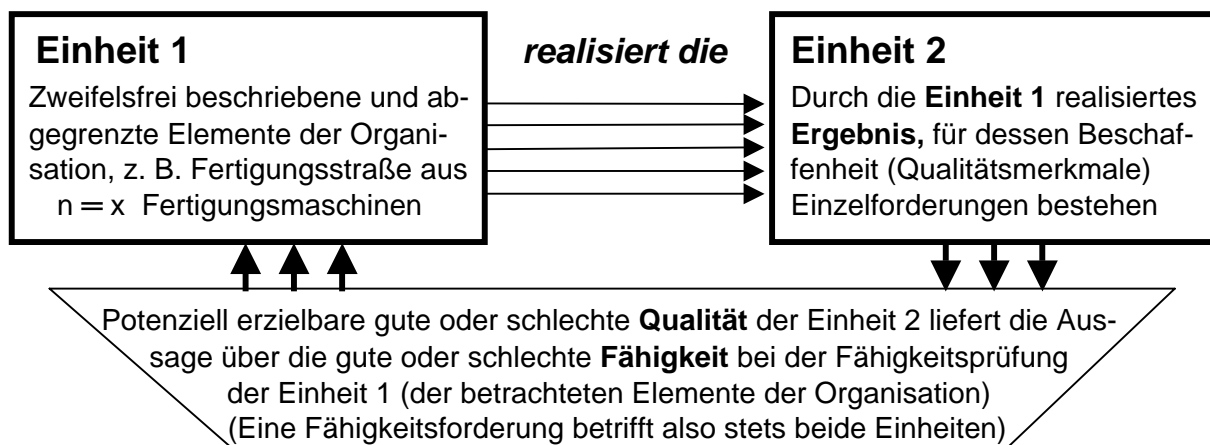 Einheit 1
Zweifelsfrei beschriebene und ab-
gegrenzte Elemente der Organi-
sation, z. B. Fertigungsstraße aus
n = x Fertigungsmaschinen
realisiert die
Einheit 2
Durch die Einheit 1 realisiertes
Ergebnis, für dessen Beschaf-
fenheit (Qualitätsmerkmale)
Einzelforderungen bestehen
Potenziell erzielbare gute oder schlechte Qualität der Einheit 2 liefert die Aus-
sage über die gute oder schlechte Fähigkeit bei der Fähigkeitsprüfung
der Einheit 1 (der betrachteten Elemente der Organisation)
(Eine Fähigkeitsforderung betrifft also stets beide Einheiten)